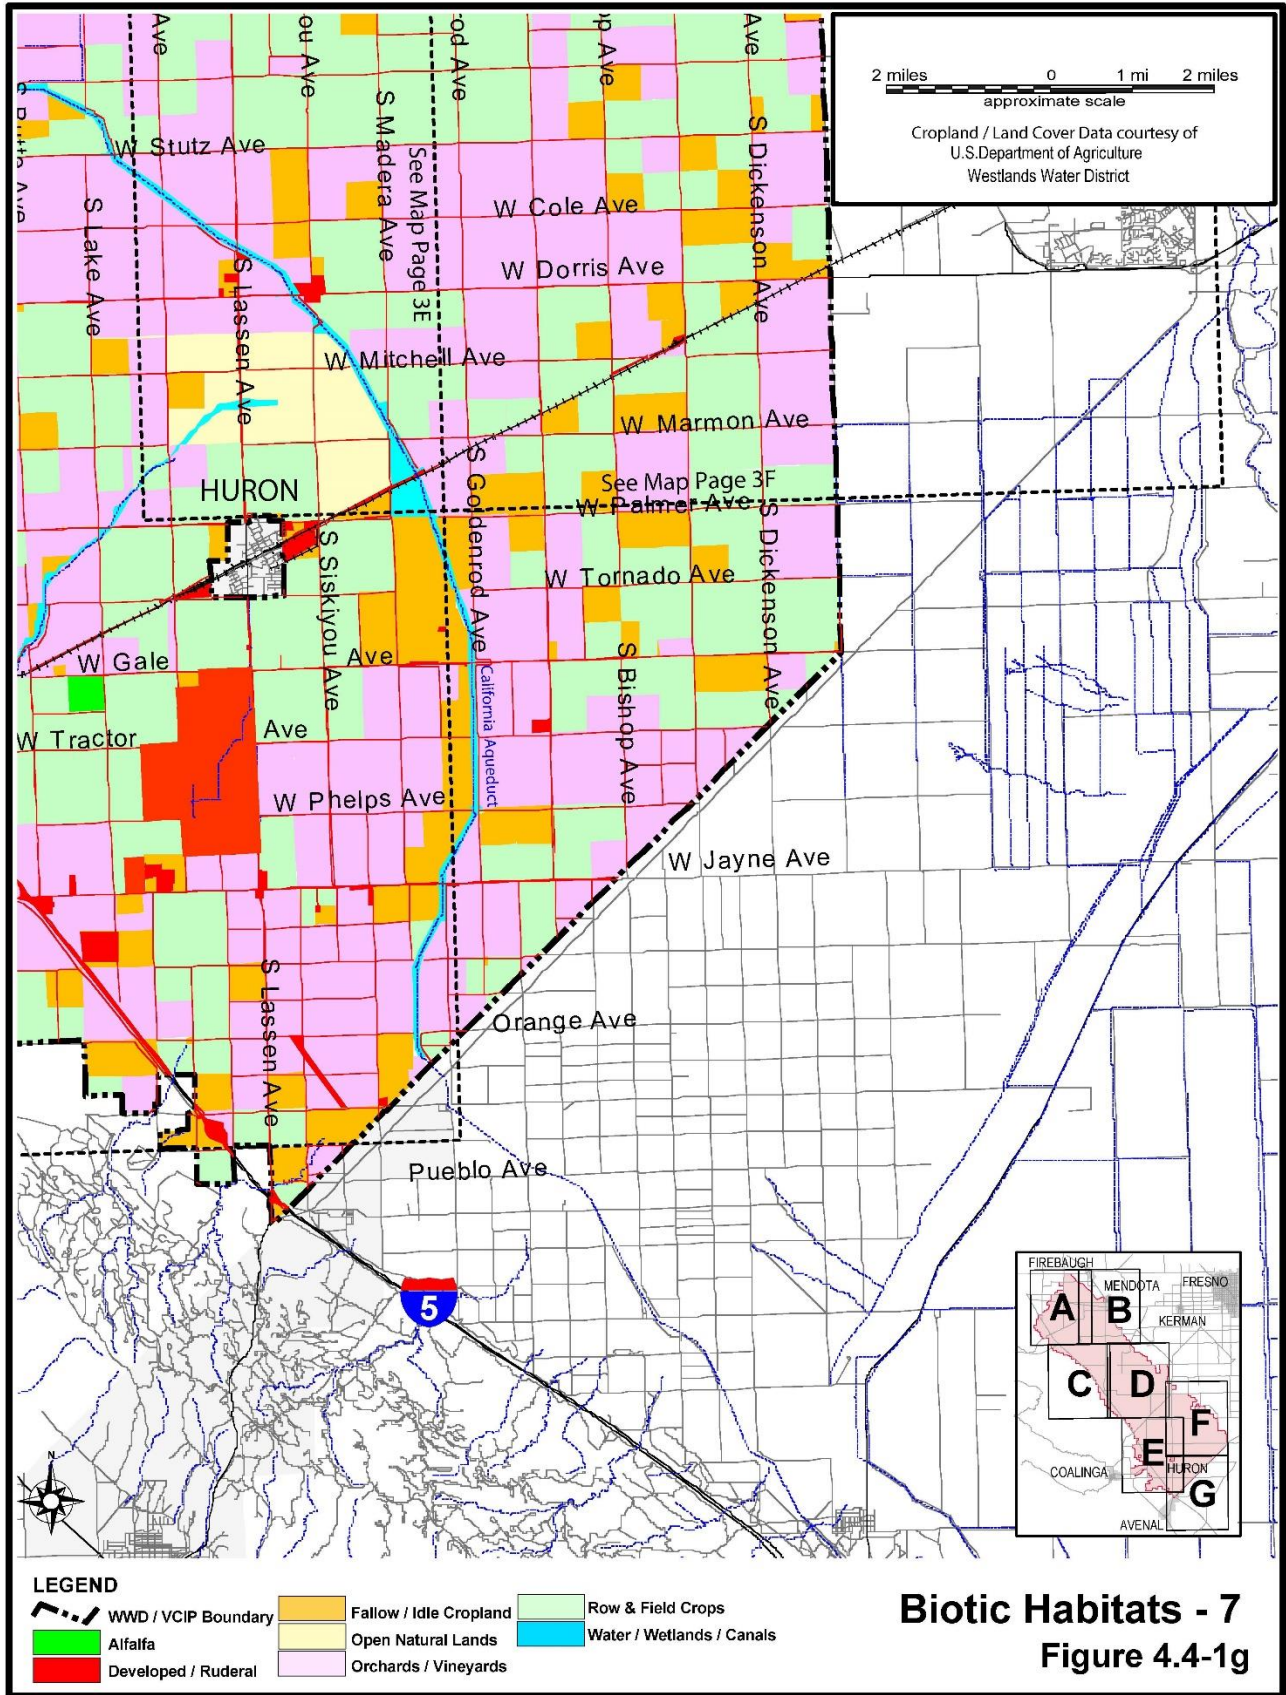 Ave
ou Ave
rod Ave
op Ave
Ave
2 miles 0 1 mi 2 miles
approximate scale
Cropland / Land Cover Data courtesy of
U.S.Department of Agriculture
Westlands Water District
S Butte Ave
W Stutz Ave
S Madera Ave
See Map Page 3E
S Dickenson Ave
S Lake Ave
W Cole Ave
S Lassen Ave
W Dorris Ave
W Mitchell Ave
W Marmon Ave
HURON
See Map Page 3F
W Palmer Ave
S Goldenrod Ave
S Siskiyou Ave
S Dickenson Ave
W Tornado Ave
W Gale Ave
S Bishop Ave
California Aqueduct
W Tractor Ave
W Phelps Ave
W Jayne Ave
S Lassen Ave
Orange Ave
Pueblo Ave
5
N
FIREBAUGH
MENDOTA
FRESNO
A
B
KERMAN
C
D
F
E
COALINGA
HURON
G
AVENAL
LEGEND
WWD / VCIP Boundary
Alfalfa
Developed / Ruderal
Fallow / Idle Cropland
Open Natural Lands
Orchards / Vineyards
Row & Field Crops
Water / Wetlands / Canals
Biotic Habitats - 7
Figure 4.4-1g